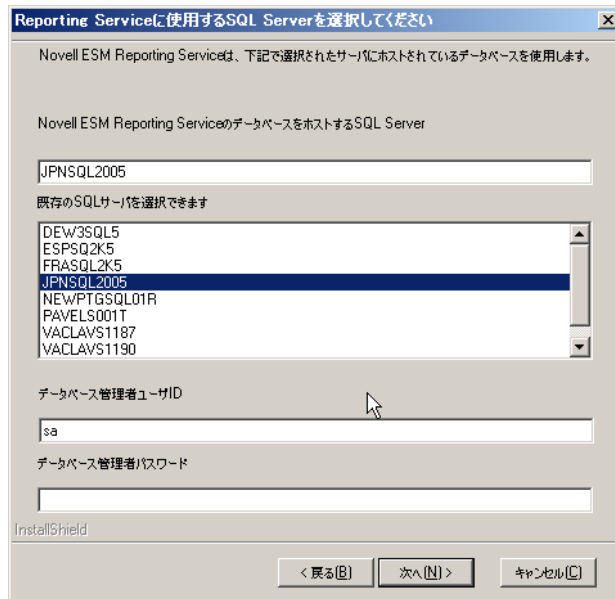 Reporting Serviceに使用するSQL Serverを選択してください
Novell ESM Reporting Serviceは、下記で選択されたサーバにホストされているデータベースを使用します。
Novell ESM Reporting ServiceのデータベースをホストするSQL Server
JPNSQL2005
既存のSQLサーバを選択できます
DEW3SQL5
ESPSQ2K5
FRASQL2K5
JPNSQL2005
NEWPTGSQL01R
PAVELS001T
VACLAVS1187
VACLAVS1190
データベース管理者ユーザID
sa
データベース管理者パスワード
InstallShield
< 戻る(B) 次へ(N) > キャンセル(C)